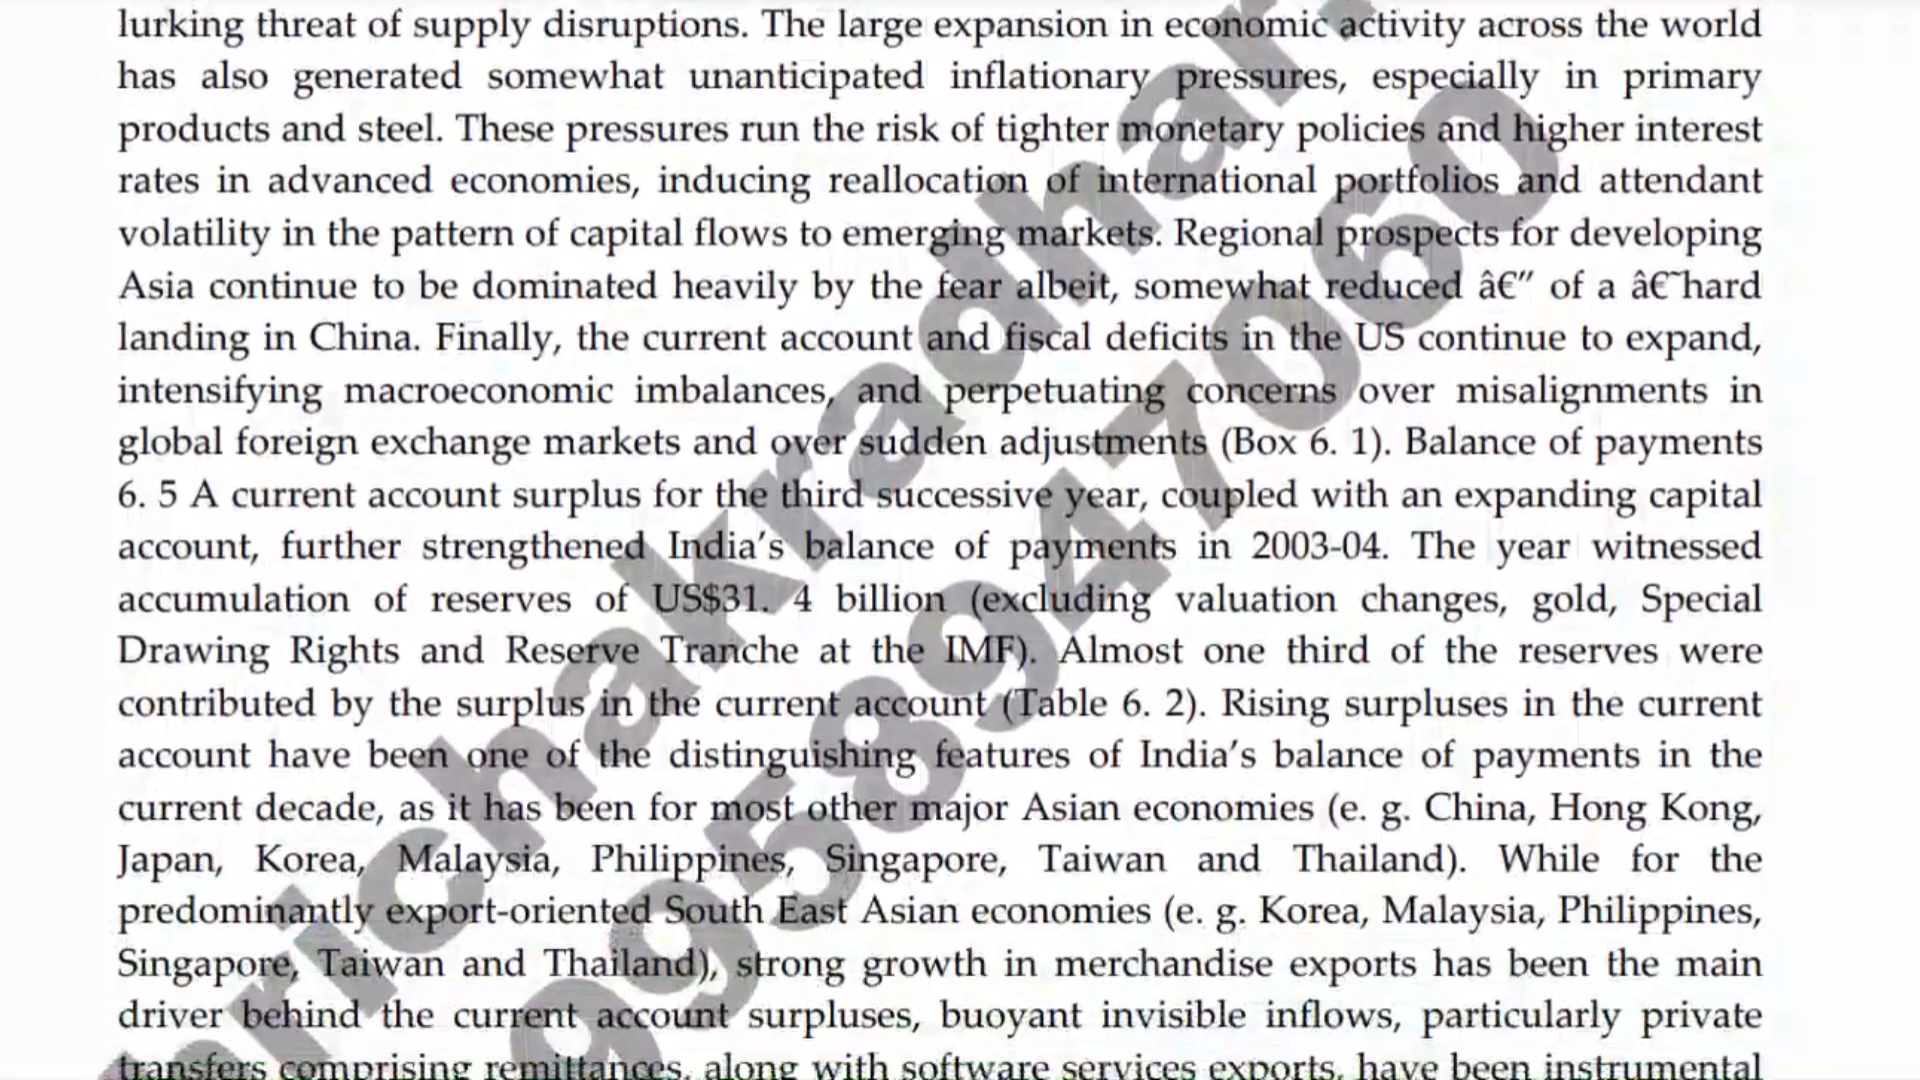 lurking threat of supply disruptions. The large expansion in economic activity across the world
has also generated somewhat unanticipated inflationary pressures, especially in primary
products and steel. These pressures run the risk of tighter monetary policies and higher interest
rates in advanced economies, inducing reallocation of international portfolios and attendant
volatility in the pattern of capital flows to emerging markets. Regional prospects for developing
Asia continue to be dominated heavily by the fear albeit, somewhat reduced â€” of a â€˜hard
landing in China. Finally, the current account and fiscal deficits in the US continue to expand,
intensifying macroeconomic imbalances, and perpetuating concerns over misalignments in
global foreign exchange markets and over sudden adjustments (Box 6. 1). Balance of payments
6. 5 A current account surplus for the third successive year, coupled with an expanding capital
account, further strengthened India's balance of payments in 2003-04. The year witnessed
accumulation of reserves of US$31. 4 billion (excluding valuation changes, gold, Special
Drawing Rights and Reserve Tranche at the IMF). Almost one third of the reserves were
contributed by the surplus in the current account (Table 6. 2). Rising surpluses in the current
account have been one of the distinguishing features of India's balance of payments in the
current decade, as it has been for most other major Asian economies (e. g. China, Hong Kong,
Japan, Korea, Malaysia, Philippines, Singapore, Taiwan and Thailand). While for the
predominantly export-oriented South East Asian economies (e. g. Korea, Malaysia, Philippines,
Singapore, Taiwan and Thailand), strong growth in merchandise exports has been the main
driver behind the current account surpluses, buoyant invisible inflows, particularly private
transfers comprising remittances, along with software services exports, have been instrumental
richakradhar
9958947060